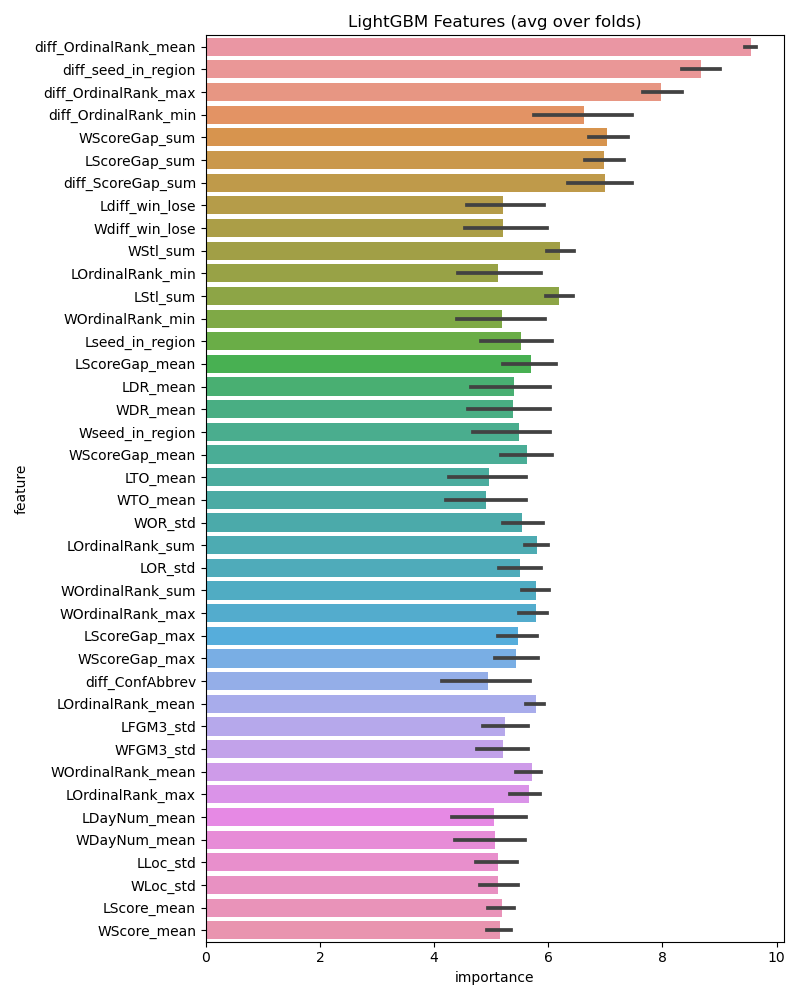 LightGBM Features (avg over folds)
diff_OrdinalRank_mean
diff_seed_in_region
diff_OrdinalRank_max
diff_OrdinalRank_min
WScoreGap_sum
LScoreGap_sum
diff_ScoreGap_sum
Ldiff_win_lose
Wdiff_win_lose
WStl_sum
LOrdinalRank_min
LStl_sum
WOrdinalRank_min
Lseed_in_region
LScoreGap_mean
LDR_mean
WDR_mean
Wseed_in_region
WScoreGap_mean
LTO_mean
WTO_mean
WOR_std
LOrdinalRank_sum
LOR_std
WOrdinalRank_sum
WOrdinalRank_max
LScoreGap_max
WScoreGap_max
diff_ConfAbbrev
LOrdinalRank_mean
LFGM3_std
WFGM3_std
WOrdinalRank_mean
LOrdinalRank_max
LDayNum_mean
WDayNum_mean
LLoc_std
WLoc_std
LScore_mean
WScore_mean
feature
0 2 4 6 8 10
importance